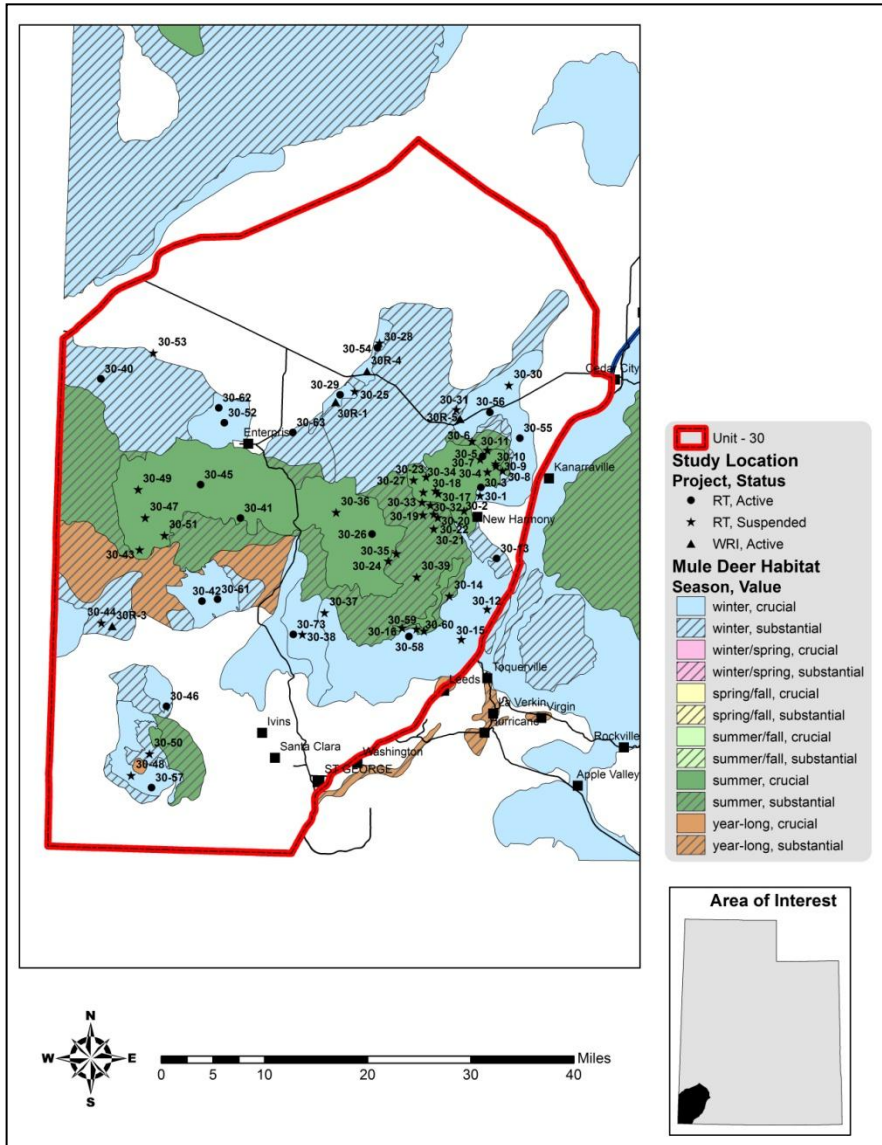 30-28
30-54
30-53
30R-4
30-40
30-30
Cedar City
30-29
30-25
30-31
30-62
30-56
30R-1
30R-5
30-52
30-63
30-55
Enterpris
30-6
30-11
30-5
30-10
30-7
30-9
Kanarraville
30-23
30-34
30-4
30-8
30-45
30-27
30-49
30-18
30-3
30-17
30-1
30-36
30-33
30-47
30-41
30-32
30-2
30-19
30-20
New Harmony
30-51
30-26
30-22
30-21
30-43
30-35
30-13
30-24
30-39
30-42
30-61
30-14
30-44
30R-3
30-37
30-12
30-59
30-73
30-16
30-60
30-38
30-15
30-58
Toquerville
Leeds
30-46
La Verkin
Virgin
Ivins
Hurricane
Rockville
30-50
Santa Clara
Washington
30-48
ST GEORGE
30-57
Apple Valley
Unit - 30
Study Location
Project, Status
RT, Active
RT, Suspended
WRI, Active
Mule Deer Habitat
Season, Value
winter, crucial
winter, substantial
winter/spring, crucial
winter/spring, substantial
spring/fall, crucial
spring/fall, substantial
summer/fall, crucial
summer/fall, substantial
summer, crucial
summer, substantial
year-long, crucial
year-long, substantial
Area of Interest
N
W E
S
Miles
0 5 10 20 30 40